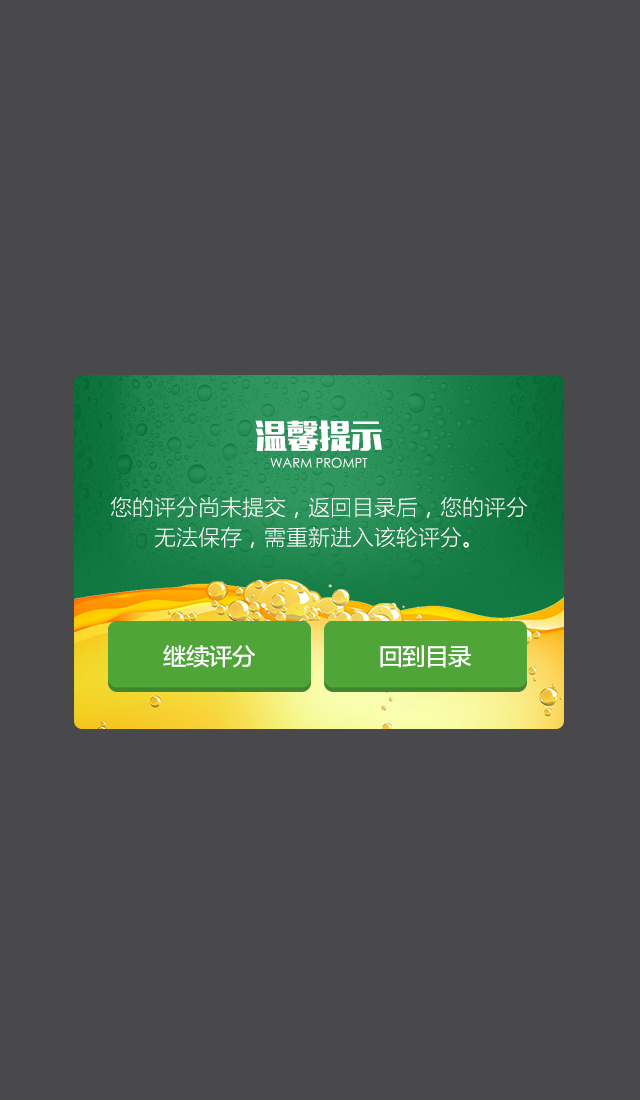 温馨提示
WARM PROMPT
您的评分尚未提交，返回目录后，您的评分
无法保存，需重新进入该轮评分。
继续评分
回到目录